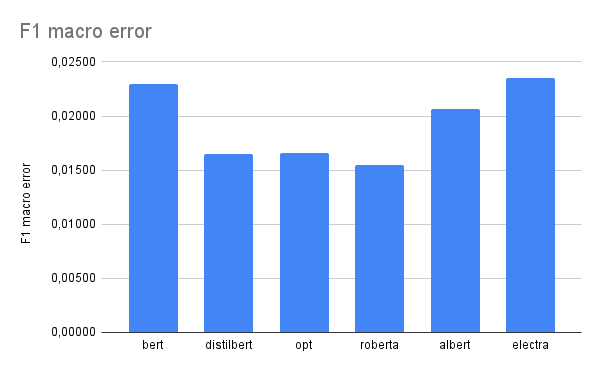 F1 macro error
0,02500
0,02000
0,01500
0,01000
0,00500
0,00000
F1 macro error
bert distilbert opt roberta albert electra